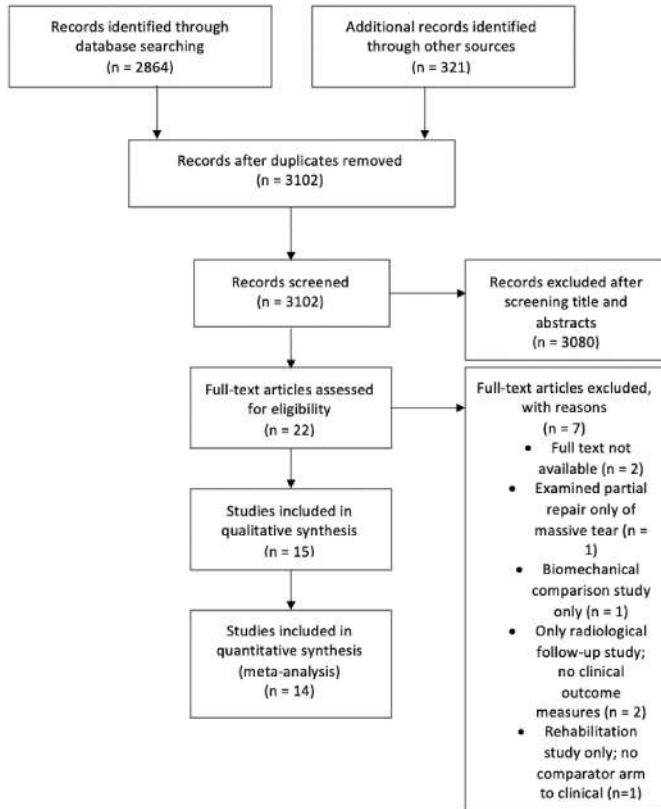 Records identified through
database searching
(n = 2864)
Additional records identified
through other sources
(n = 321)
Records after duplicates removed
(n = 3102)
Records screened
(n = 3102)
Records excluded after
screening title and
abstracts
(n = 3080)
Full-text articles assessed
for eligibility
(n = 22)
Full-text articles excluded,
with reasons
(n = 7)
• Full text not
available (n = 2)
• Examined partial
repair only of
massive tear (n =
1)
• Biomechanical
comparison study
only (n = 1)
• Only radiological
follow-up study;
no clinical
outcome
measures (n = 2)
• Rehabilitation
study only; no
comparator arm
to clinical (n=1)
Studies included in
qualitative synthesis
(n = 15)
Studies included in
quantitative synthesis
(meta-analysis)
(n = 14)